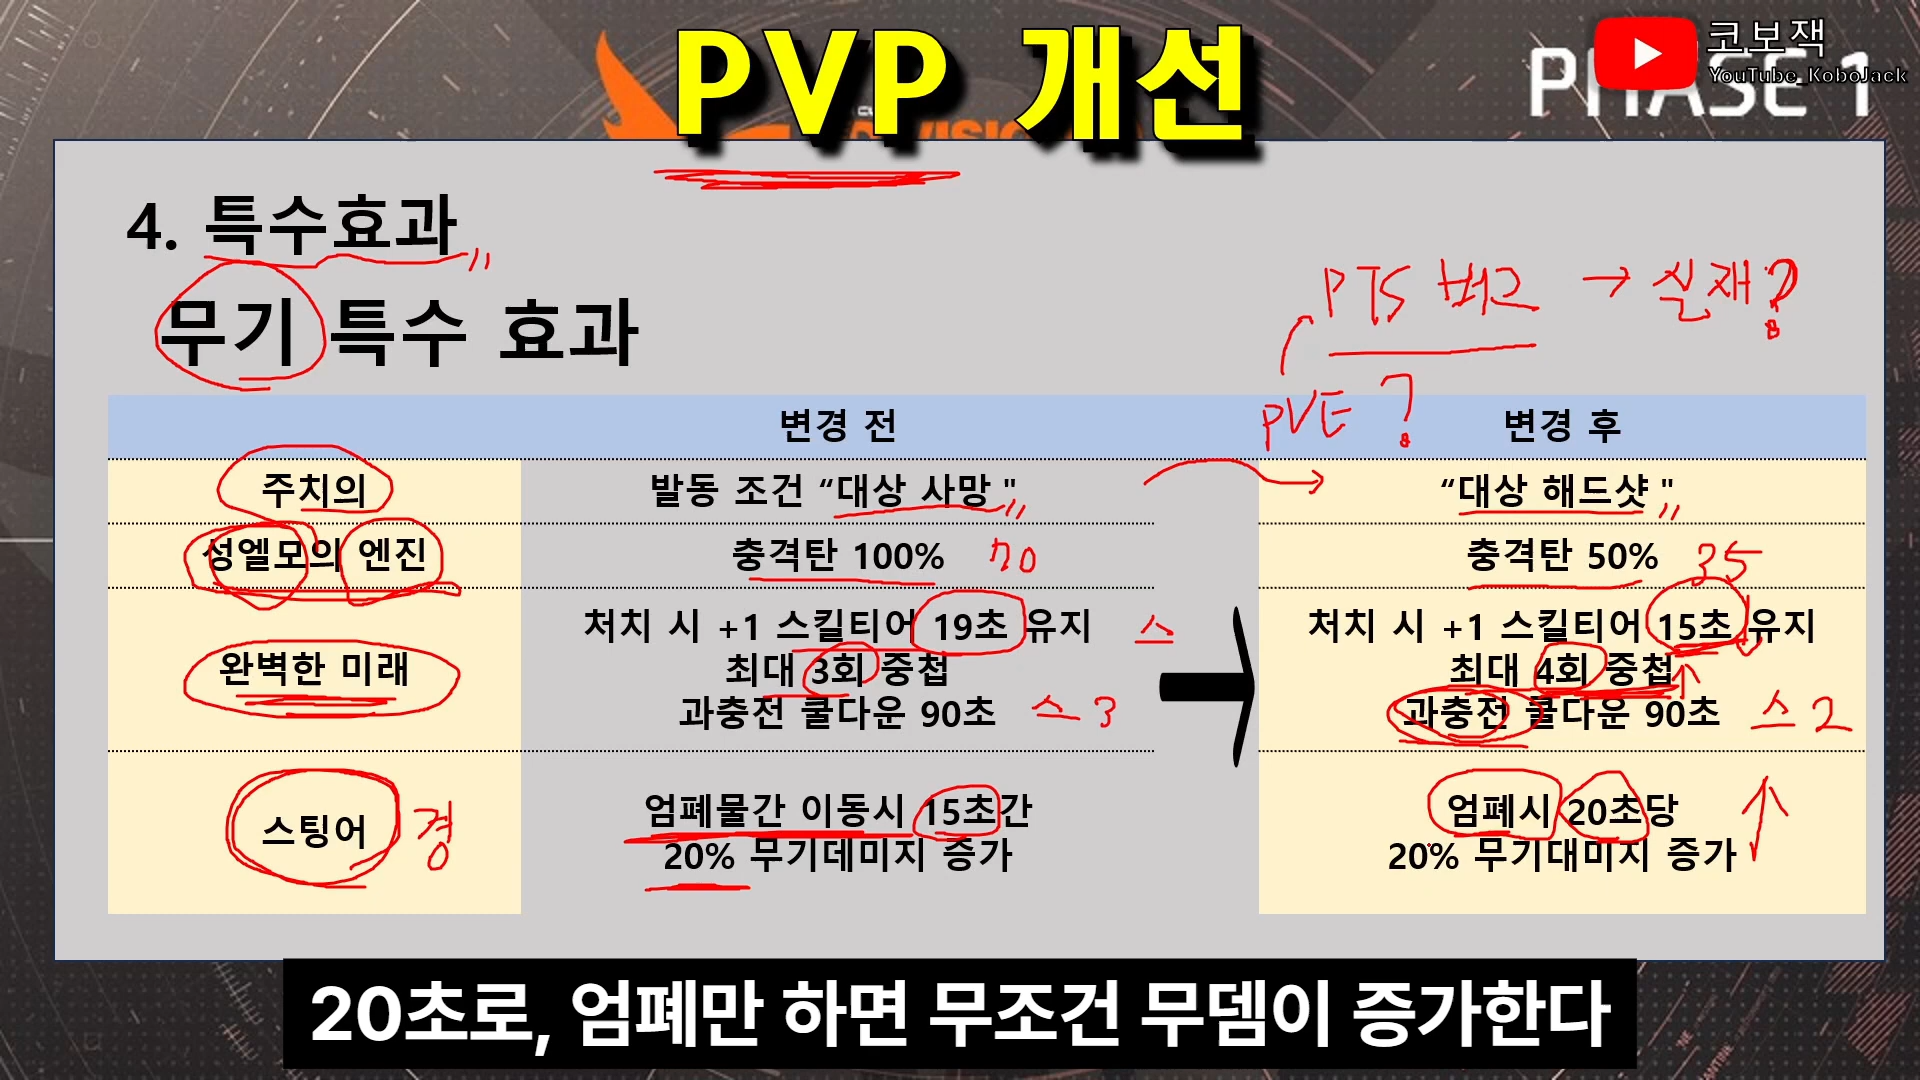 PVP 개선
PHASE 1
코보잭
YouTube_KoboJack
4. 특수효과
무기 특수 효과
PTS 버그 → 실재?
PVE ?
변경 전
변경 후
주치의
발동 조건 “대상 사망 "
“대상 해드샷 "
성엘모의 엔진
충격탄 100% 70
충격탄 50% 35
완벽한 미래
처치 시 +1 스킬티어 19초 유지 스
최대 3회 중첩
과충전 쿨다운 90초 스3
처치 시 +1 스킬티어 15초 유지
최대 4회 중첩
과충전 쿨다운 90초 스2
스팅어 경
엄폐물간 이동시 15초간
20% 무기데미지 증가
엄폐시 20초당
20% 무기대미지 증가
20초로, 엄폐만 하면 무조건 무뎀이 증가한다